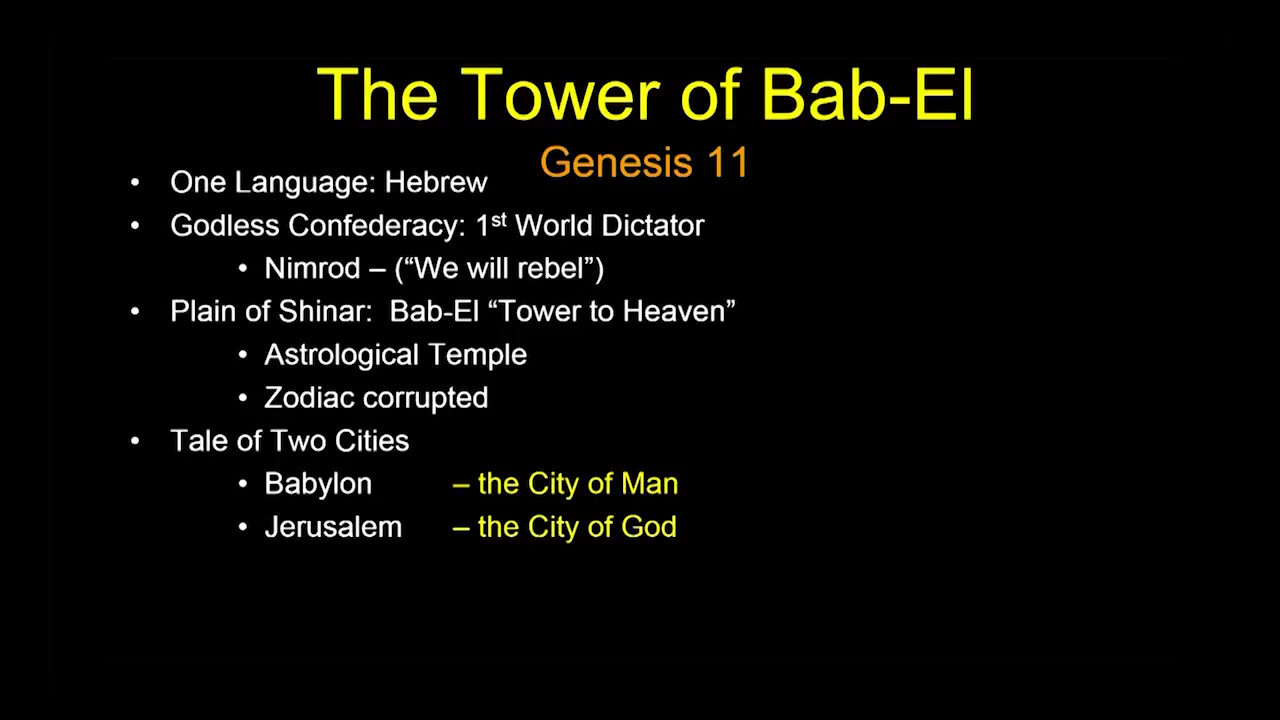 The Tower of Bab-El
Genesis 11
• One Language: Hebrew
• Godless Confederacy: 1st World Dictator
• Nimrod – (“We will rebel”)
• Plain of Shinar: Bab-El “Tower to Heaven”
• Astrological Temple
• Zodiac corrupted
• Tale of Two Cities
• Babylon – the City of Man
• Jerusalem – the City of God